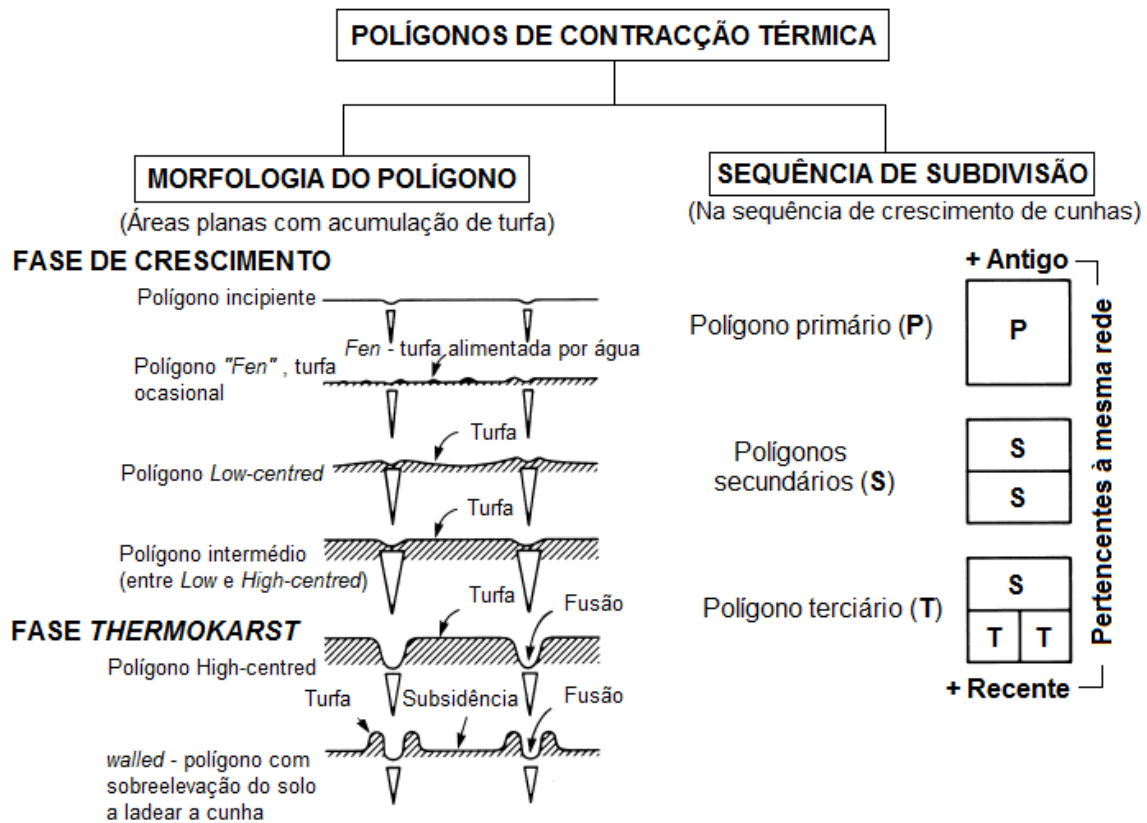 POLÍGONOS DE CONTRACÇÃO TÉRMICA
MORFOLOGIA DO POLÍGONO
(Áreas planas com acumulação de turfa)
FASE DE CRESCIMENTO
Polígono incipiente
Fen - turfa alimentada por água
Polígono "Fen" , turfa
ocasional
Turfa
Polígono Low-centred
Turfa
Polígono intermédio
(entre Low e High-centred)
Turfa
Fusão
FASE THERMOKARST
Polígono High-centred
Turfa
Subsidência
Fusão
walled - polígono com
sobreelevação do solo
a ladear a cunha
SEQUÊNCIA DE SUBDIVISÃO
(Na sequência de crescimento de cunhas)
+ Antigo
Polígono primário (P)
P
Polígonos
secundários (S)
S
S
Polígono terciário (T)
S
T T
+ Recente
Pertencentes à mesma rede